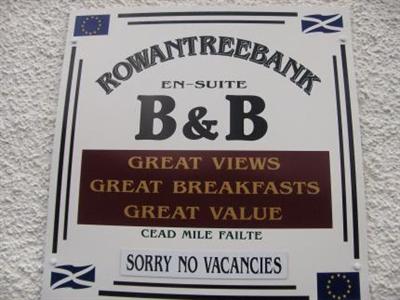 ROWANTREEBANK
EN-SUITE
B&B
GREAT VIEWS
GREAT BREAKFASTS
GREAT VALUE
CEAD MILE FAILTE
SORRY NO VACANCIES